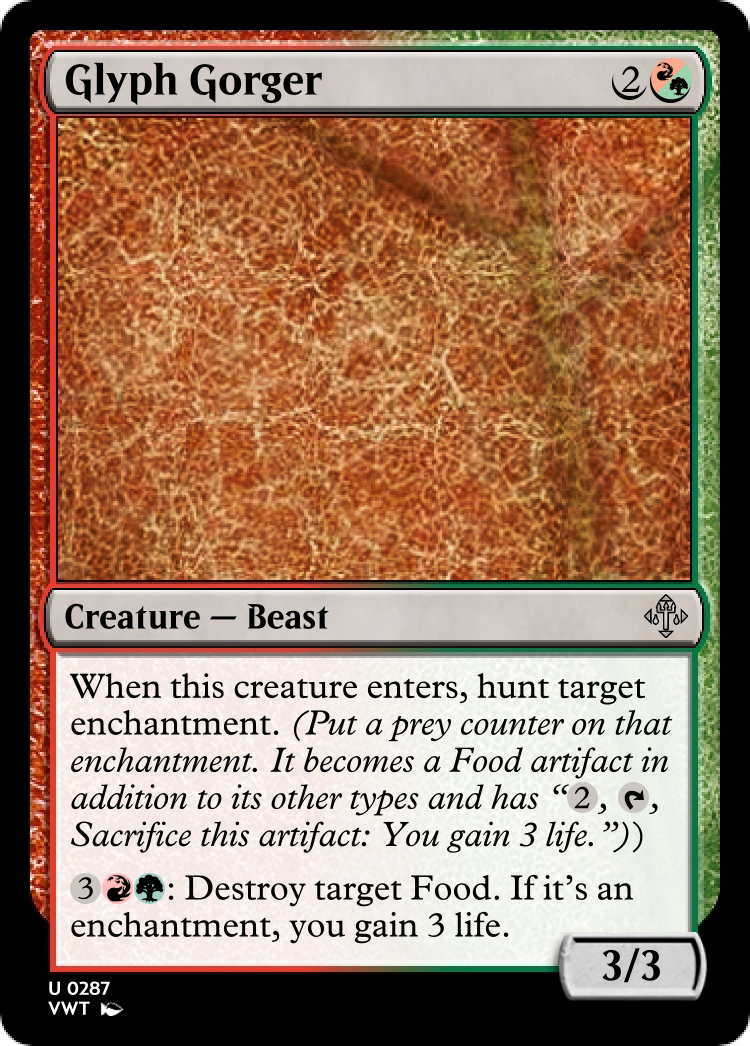 Glyph Gorger 2
Creature — Beast
When this creature enters, hunt target
enchantment. (Put a prey counter on that
enchantment. It becomes a Food artifact in
addition to its other types and has “2, ,
Sacrifice this artifact: You gain 3 life.”))
3: Destroy target Food. If it’s an
enchantment, you gain 3 life.
3/3
U 0287
VWT